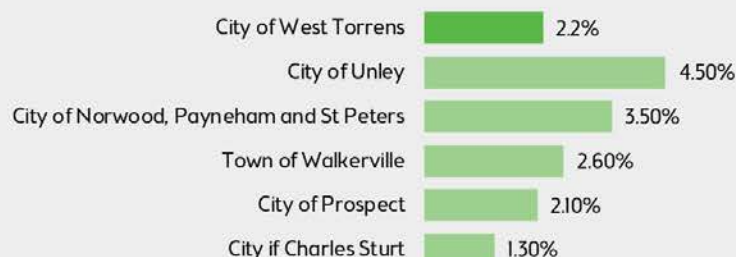 City of West Torrens 2.2%
City of Unley 4.50%
City of Norwood, Payneham and St Peters 3.50%
Town of Walkerville 2.60%
City of Prospect 2.10%
City if Charles Sturt 1.30%